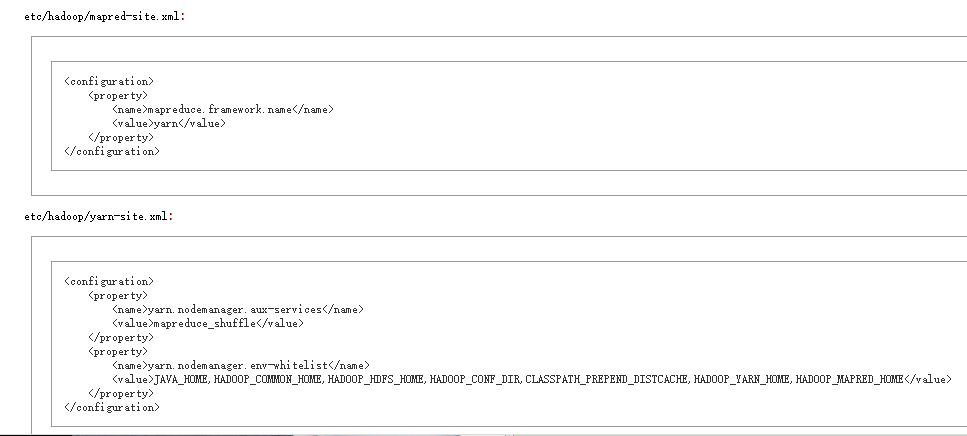 etc/hadoop/mapred-site.xml:
<configuration>
    <property>
        <name>mapreduce.framework.name</name>
        <value>yarn</value>
    </property>
</configuration>
etc/hadoop/yarn-site.xml:
<configuration>
    <property>
        <name>yarn.nodemanager.aux-services</name>
        <value>mapreduce_shuffle</value>
    </property>
    <property>
        <name>yarn.nodemanager.env-whitelist</name>
        <value>JAVA_HOME,HADOOP_COMMON_HOME,HADOOP_HDFS_HOME,HADOOP_CONF_DIR,CLASSPATH_PREPEND_DISTCACHE,HADOOP_YARN_HOME,HADOOP_MAPRED_HOME</value>
    </property>
</configuration>